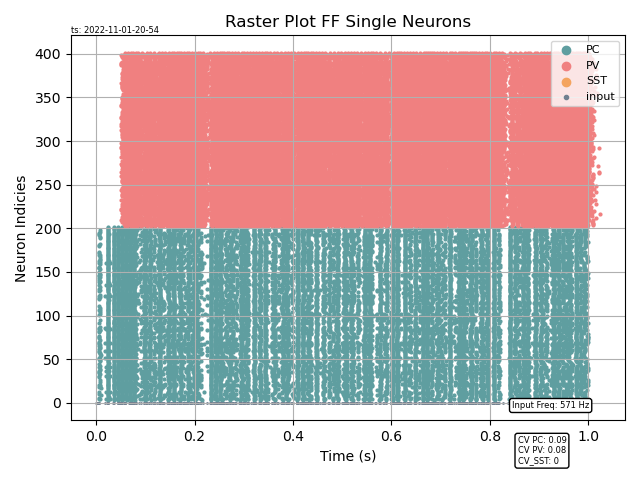 Raster Plot FF Single Neurons
ts: 2022-11-01-20-54
PC
PV
SST
input
400
350
300
250
200
150
100
50
0
Neuron Indicies
0.0 0.2 0.4 0.6 0.8 1.0
Time (s)
Input Freq: 571 Hz
CV PC: 0.09
CV PV: 0.08
CV_SST: 0